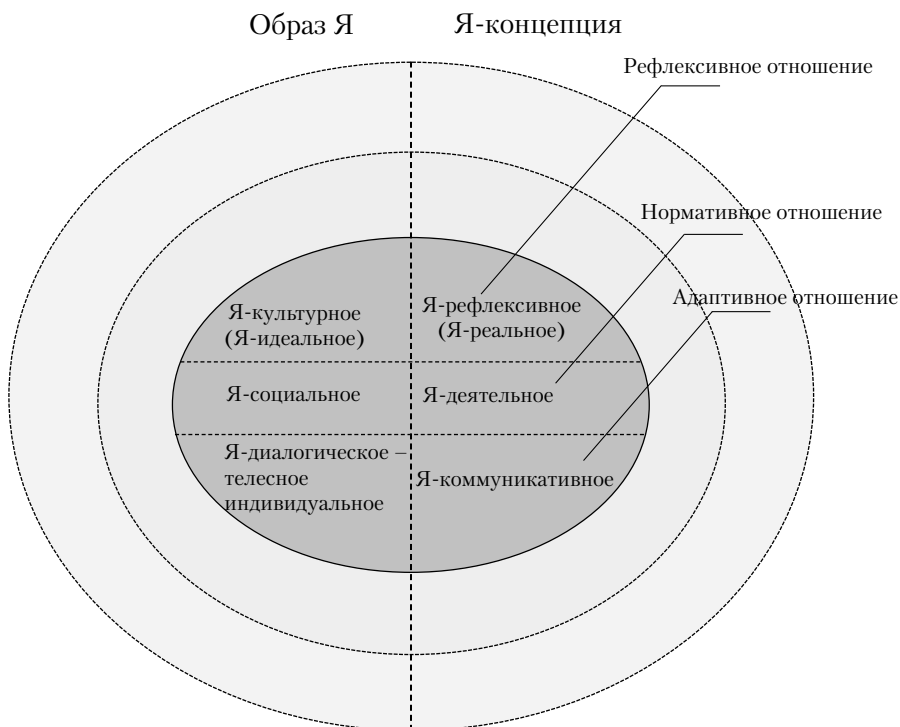 Образ Я
Я-концепция
Рефлексивное отношение
Нормативное отношение
Адаптивное отношение
Я-культурное
(Я-идеальное)
Я-рефлексивное
(Я-реальное)
Я-социальное
Я-деятельное
Я-диалогическое –
телесное
индивидуальное
Я-коммуникативное